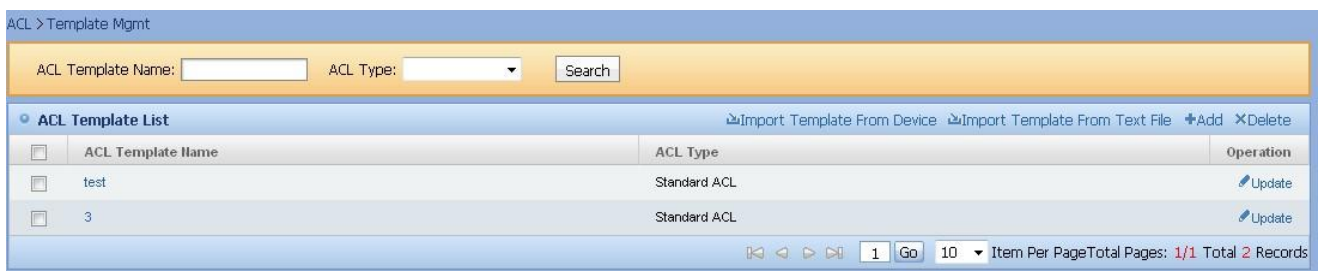 ACL > Template Mgmt
ACL Template Name: ACL Type: Search
ACL Template List Import Template From Device Import Template From Text File Add Delete
ACL Template Name ACL Type Operation
test Standard ACL Update
3 Standard ACL Update
1 Go 10 Item Per PageTotal Pages: 1/1 Total 2 Records